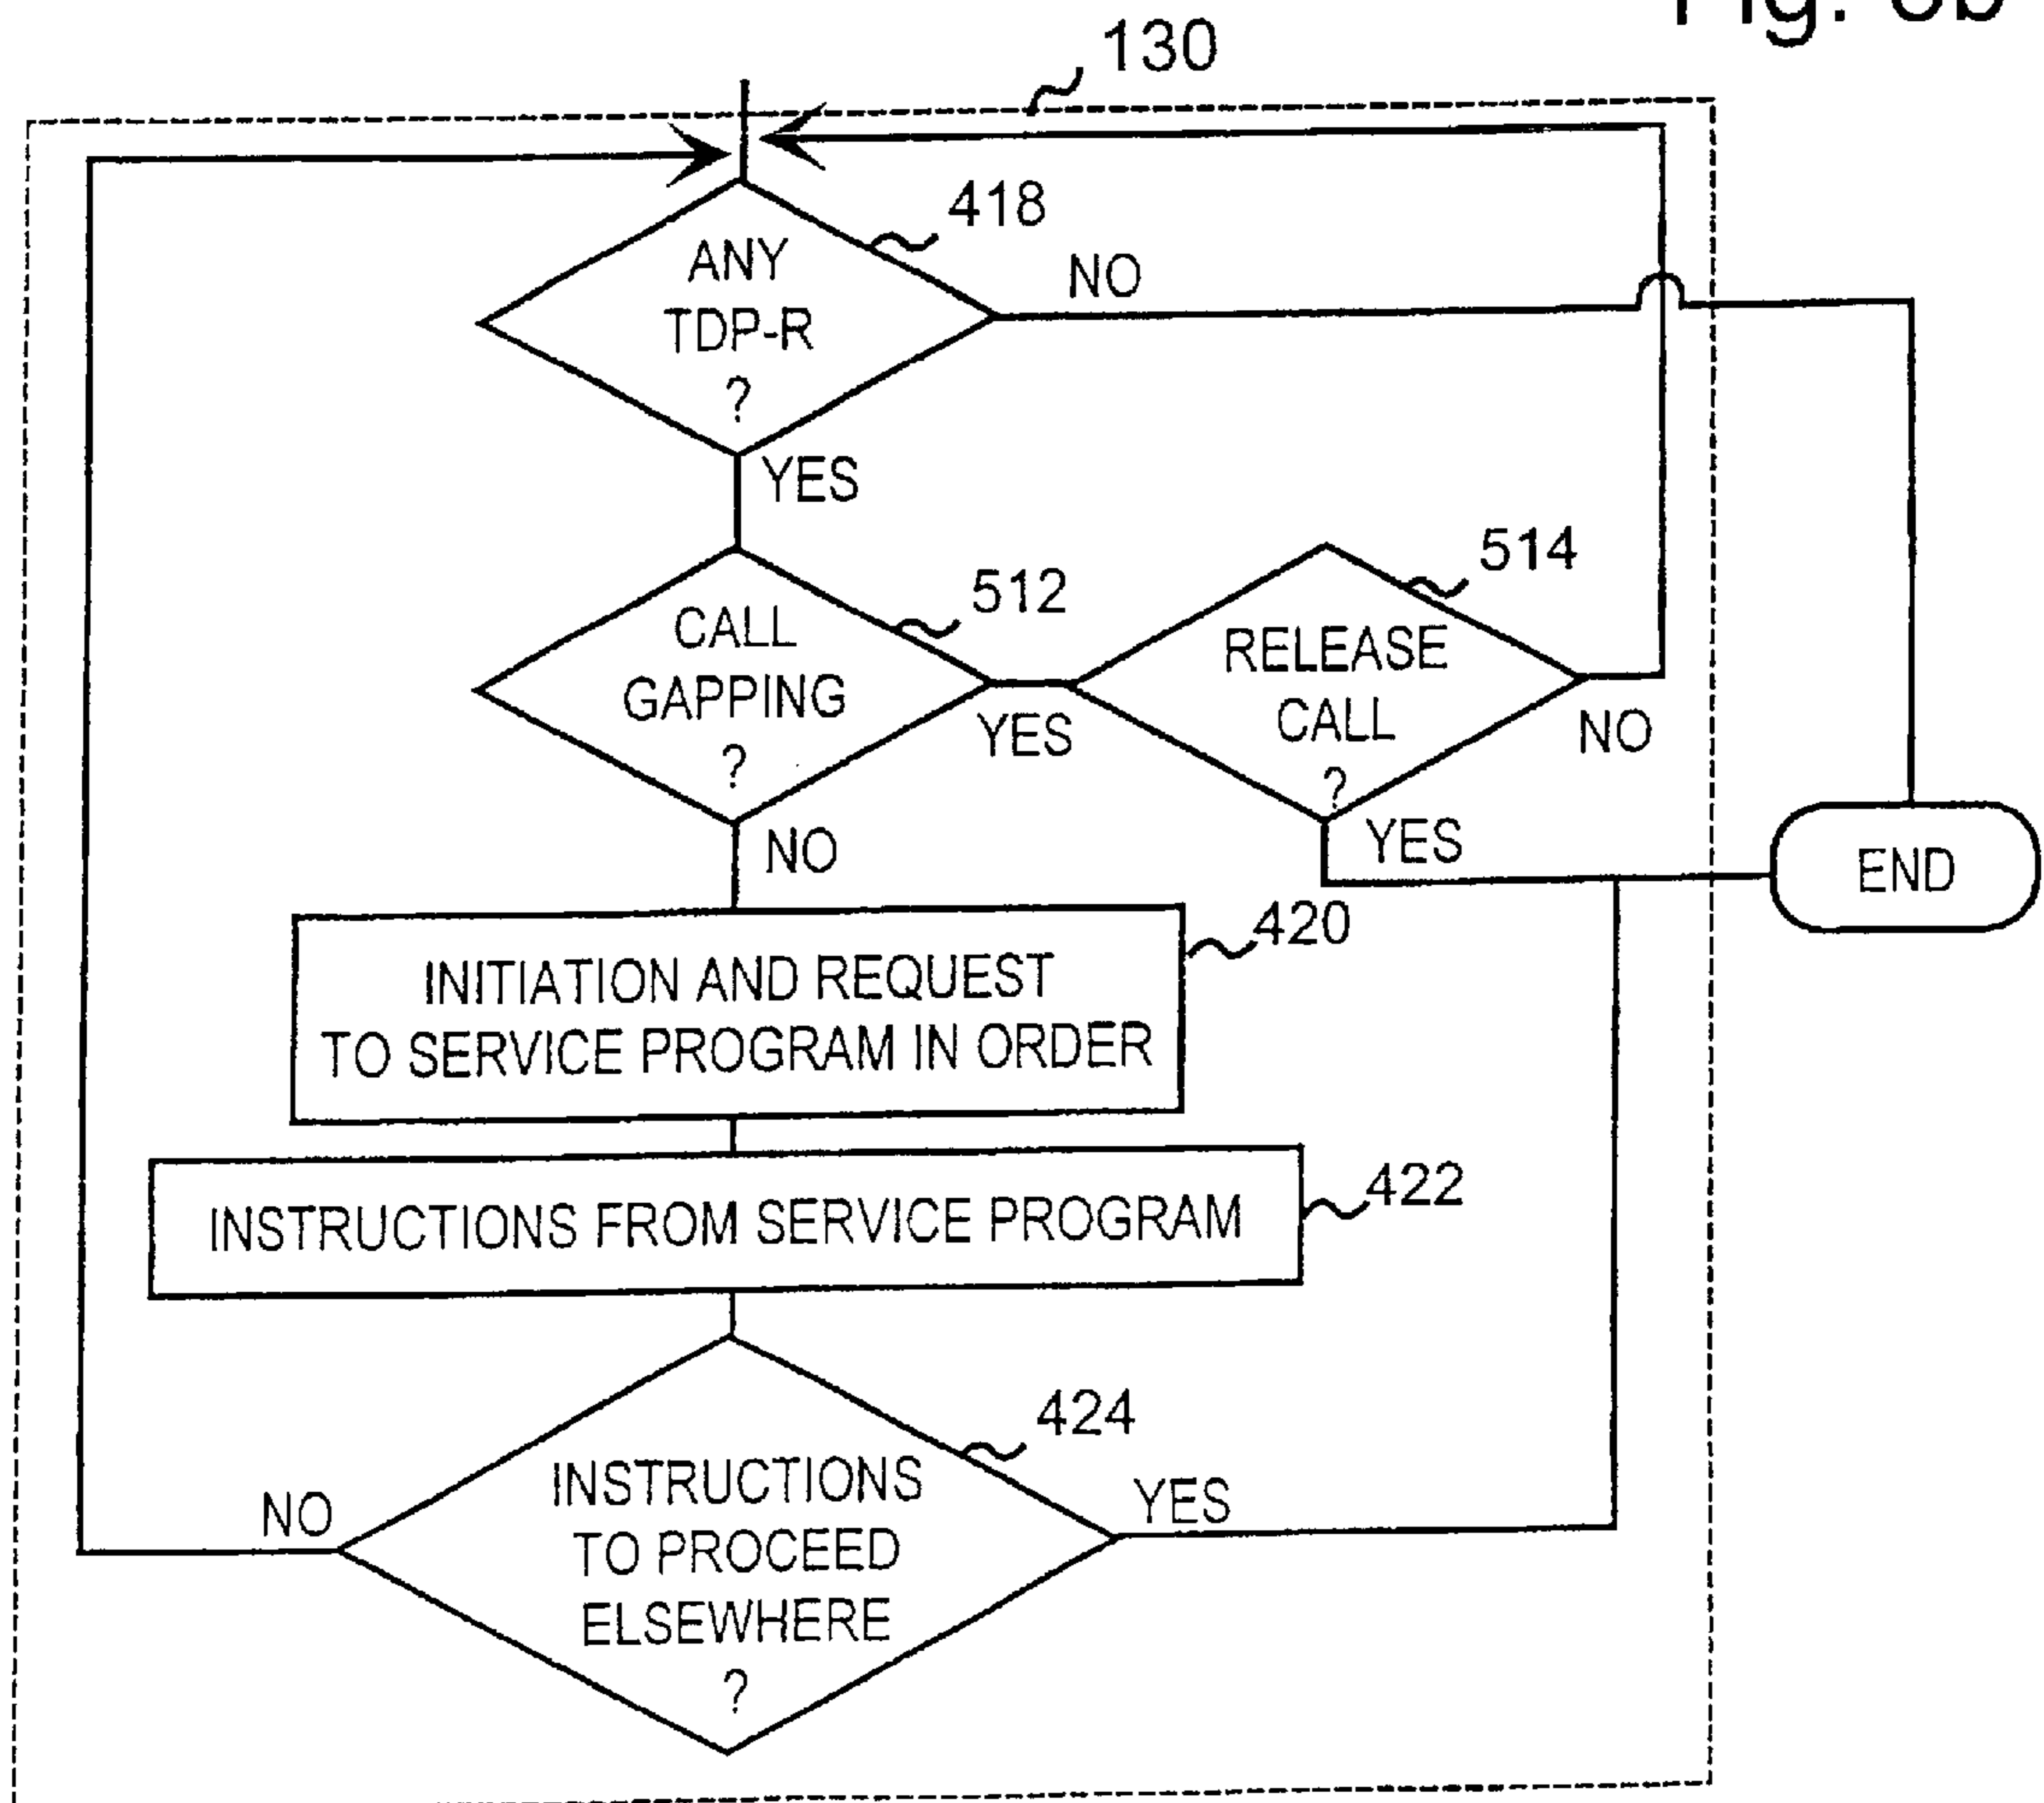 130
418
ANY
TDP-R
?
NO
YES
512
CALL
GAPPING
?
YES
514
RELEASE
CALL
?
NO
YES
NO
END
420
INITIATION AND REQUEST
TO SERVICE PROGRAM IN ORDER
422
INSTRUCTIONS FROM SERVICE PROGRAM
424
INSTRUCTIONS
TO PROCEED
ELSEWHERE
?
NO
YES